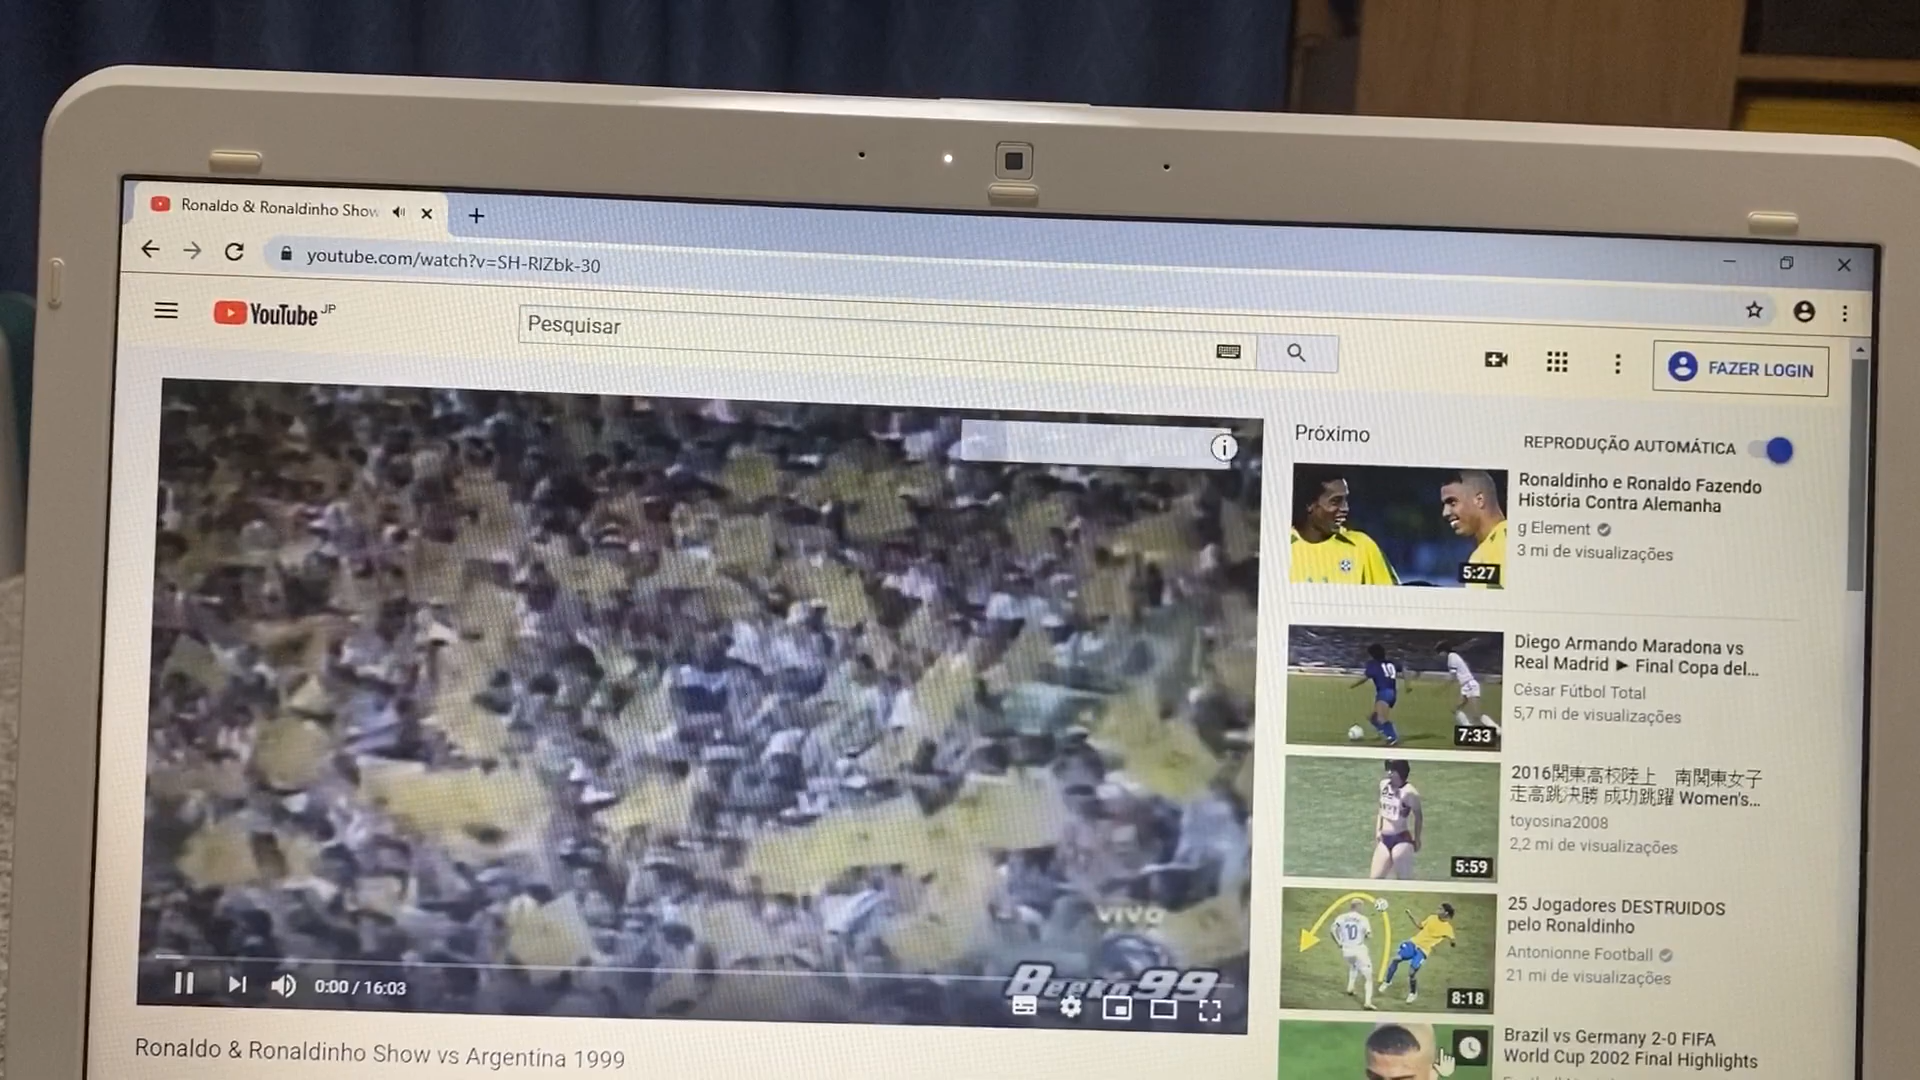 Ronaldo & Ronaldinho Show
youtube.com/watch?v=SH-RlZbk-30
YouTube JP
Pesquisar
FAZER LOGIN
Próximo
REPRODUÇÃO AUTOMÁTICA
5:27
Ronaldinho e Ronaldo Fazendo
História Contra Alemanha
g Element
3 mi de visualizações
10
7:33
Diego Armando Maradona vs
Real Madrid ► Final Copa del...
César Fútbol Total
5,7 mi de visualizações
5:59
2016関東高校陸上 南関東女子
走高跳決勝 成功跳躍 Women's...
toyosina2008
2,2 mi de visualizações
10
8:18
25 Jogadores DESTRUIDOS
pelo Ronaldinho
Antonionne Football
21 mi de visualizações
Brazil vs Germany 2-0 FIFA
World Cup 2002 Final Highlights
VIVO
Beeko99
0:00 / 16:03
Ronaldo & Ronaldinho Show vs Argentina 1999